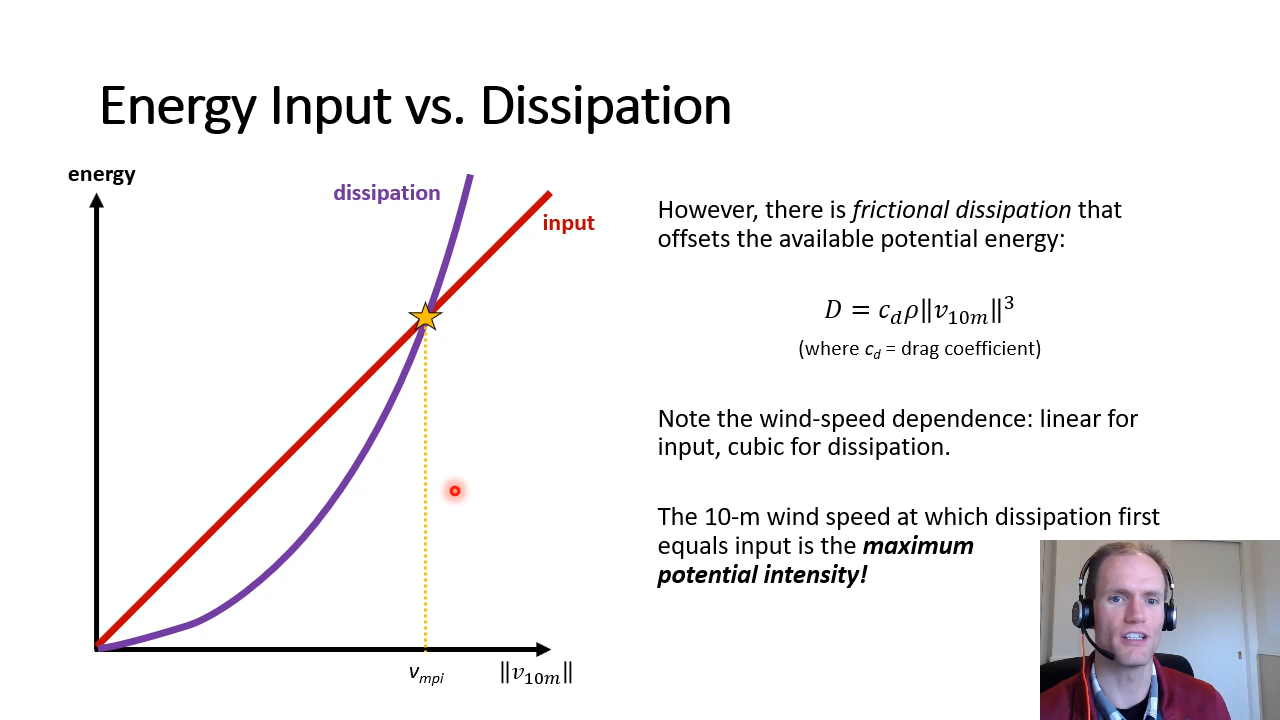 Energy Input vs. Dissipation
energy
dissipation
input
v_mpi
‖v_10m‖
However, there is frictional dissipation that
offsets the available potential energy:
D = c_d ρ‖v_10m‖³
(where c_d = drag coefficient)
Note the wind-speed dependence: linear for
input, cubic for dissipation.
The 10-m wind speed at which dissipation first
equals input is the maximum
potential intensity!